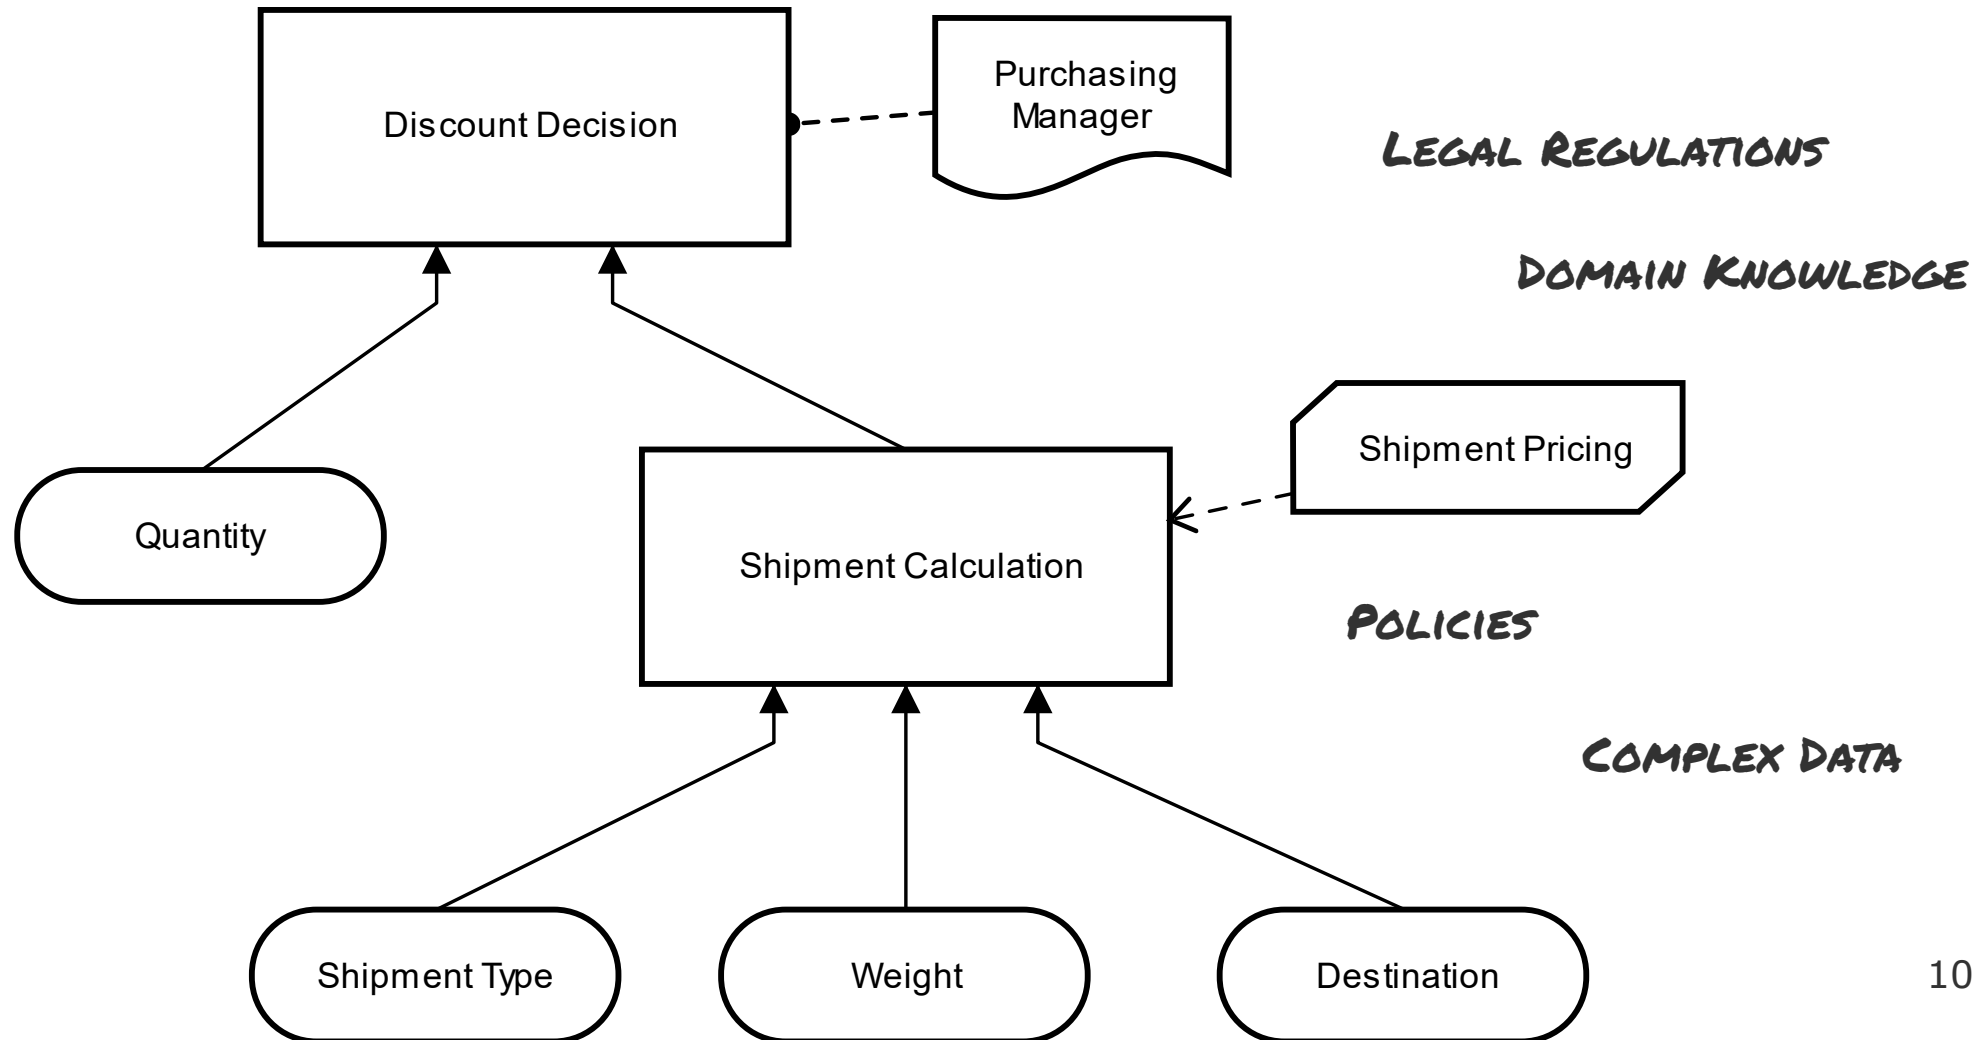 Discount Decision
Purchasing
Manager
LEGAL REGULATIONS
DOMAIN KNOWLEDGE
Shipment Pricing
Quantity
Shipment Calculation
POLICIES
COMPLEX DATA
Shipment Type
Weight
Destination
10